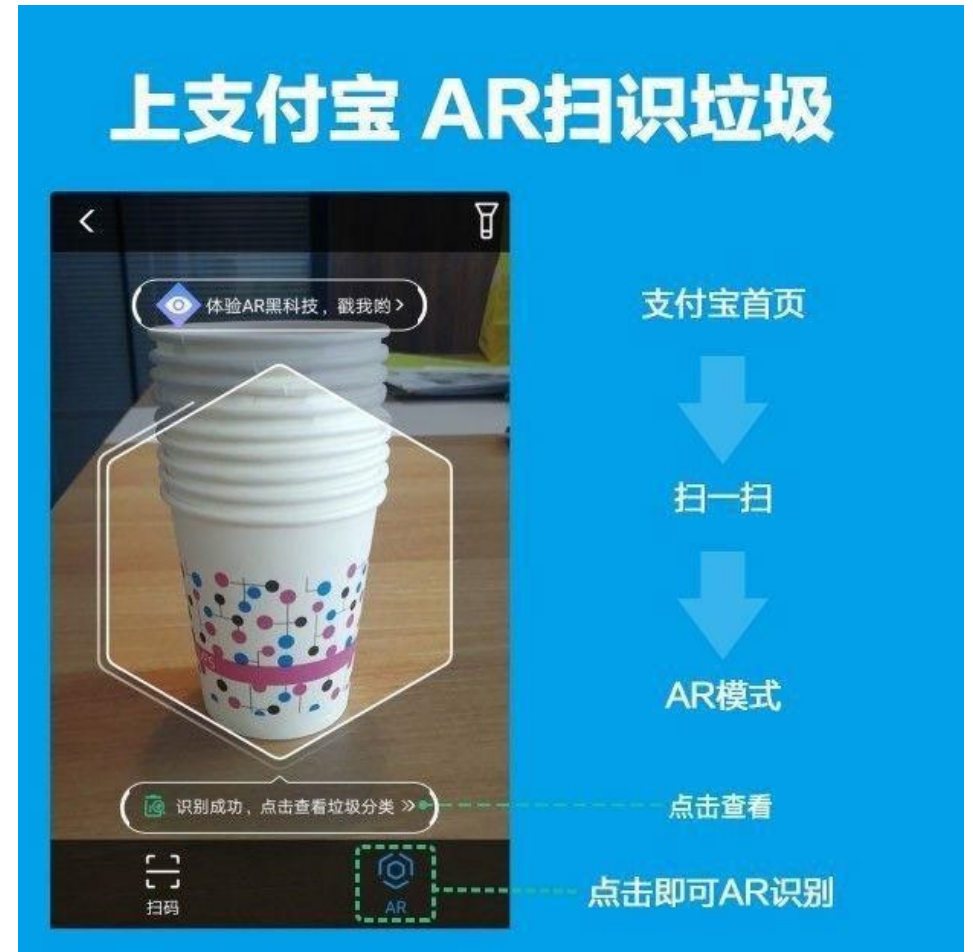 上支付宝 AR扫识垃圾
体验AR黑科技，戳我哟
支付宝首页
扫一扫
AR模式
识别成功，点击查看垃圾分类
点击查看
扫码
AR
点击即可AR识别